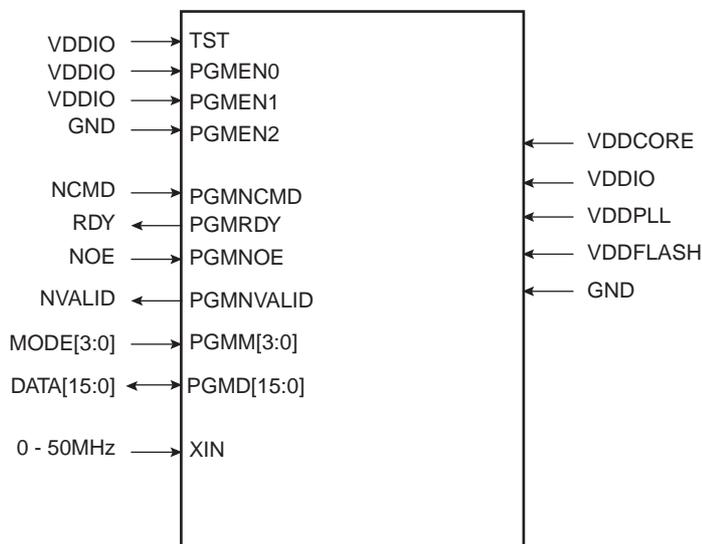 VDDIO TST
VDDIO PGMEN0
VDDIO PGMEN1
GND PGMEN2
VDDCORE
VDDIO
NCMD PGMNCMD
RDY PGMRDY
VDDPLL
NOE PGMNOE
VDDFLASH
NVALID PGMNVALID
GND
MODE[3:0] PGMM[3:0]
DATA[15:0] PGMD[15:0]
0 - 50MHz XIN